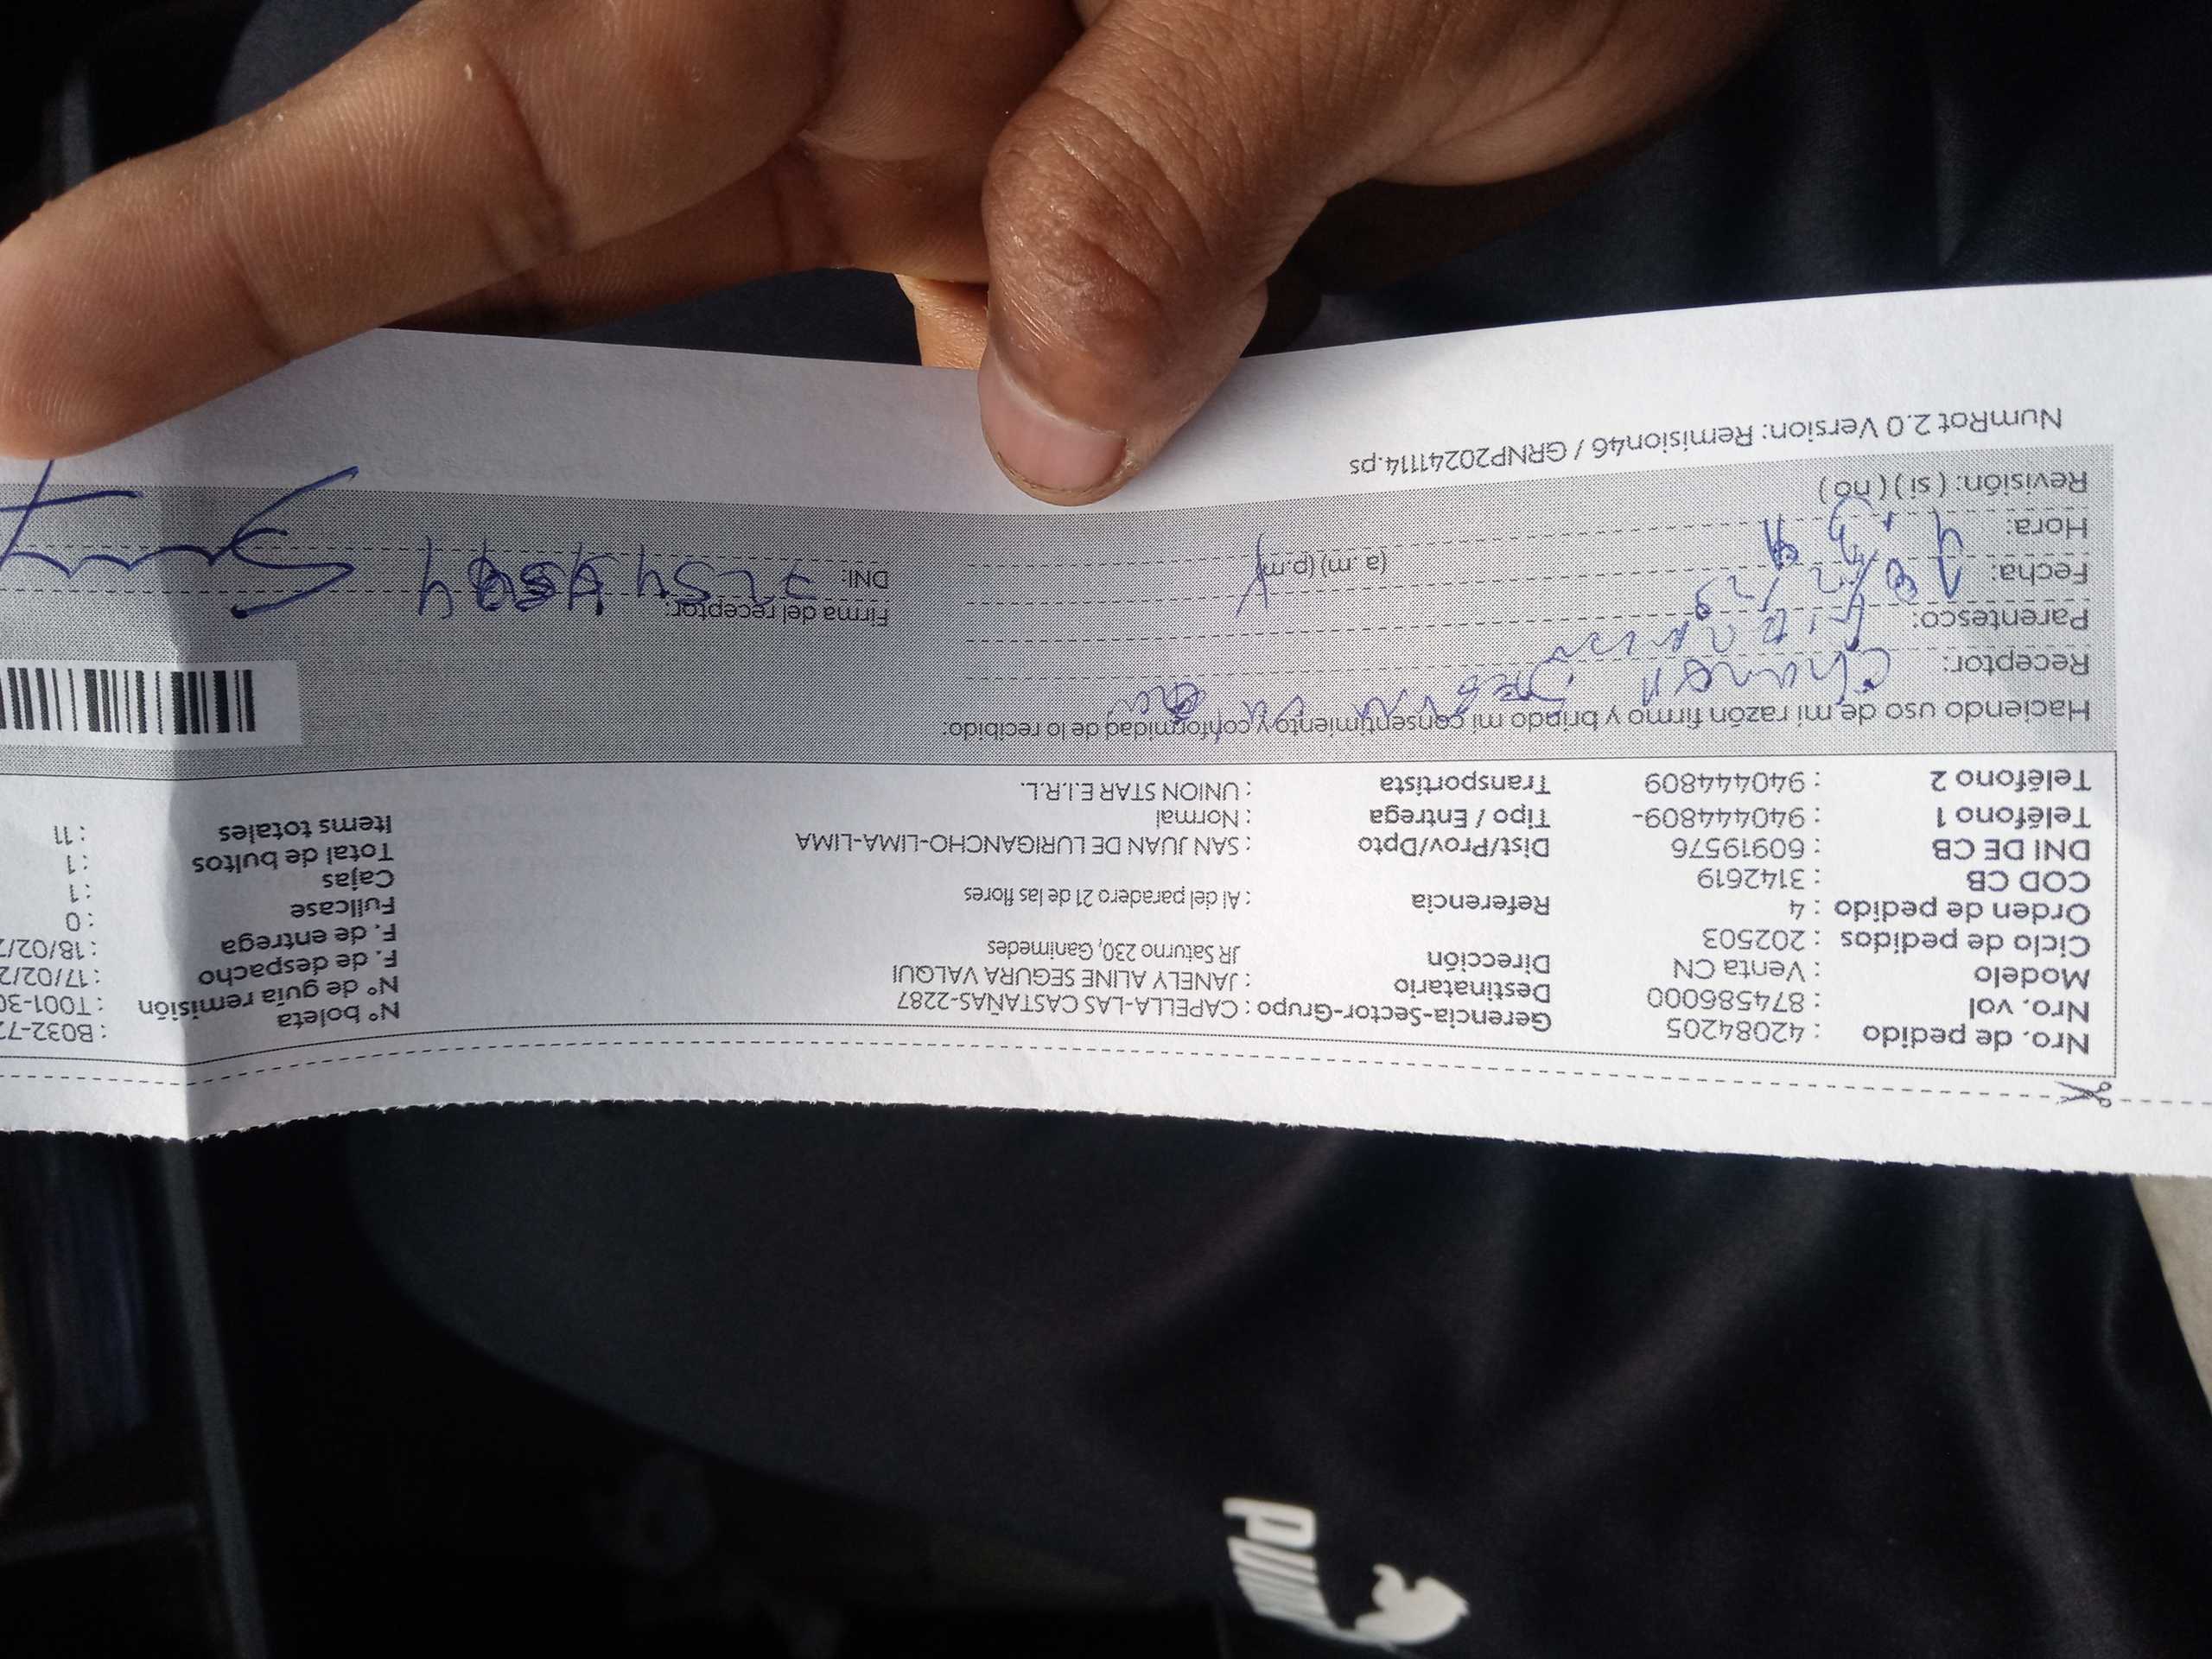 Nro. de pedido : 42084205
Nro. val : 874586000
Modelo : Venta CN
Ciclo de pedidos : 202503
Orden de pedido : 4
COD CB : 3142619
DNI DE CB : 60919576
Teléfono 1 : 940444809-
Teléfono 2 : 940444809
Gerencia-Sector-Grupo : CAPELLA-LAS CASTAÑAS-2287
Destinatario : JANELY ALINE SEGURA VALQUI
Dirección JR Saturno 230, Ganimedes
Referencia : Al del paradero 21 de las flores
Dist/Prov/Dpto : SAN JUAN DE LURIGANCHO-LIMA-LIMA
Tipo / Entrega : Normal
Transportista : UNION STAR E.I.R.L.
N° boleta : B032-7
N° de guía remisión : T001-30
F. de despacho : 17/02/2
F. de entrega : 18/02/2
Fullcase : 0
Cajas : 1
Total de bultos : 1
Items totales : 11
Haciendo uso de mi razón firmo y brindo mi consentimiento y conformidad de lo recibido:
Receptor:
Parentesco:
Fecha:
Hora: (a.m) (p.m)
Revisión: ( si ) ( no )
Firma del receptor:
DNI:
NumRot 2.0 Version: Remision46 / GRNP20241114.ps
PUMA